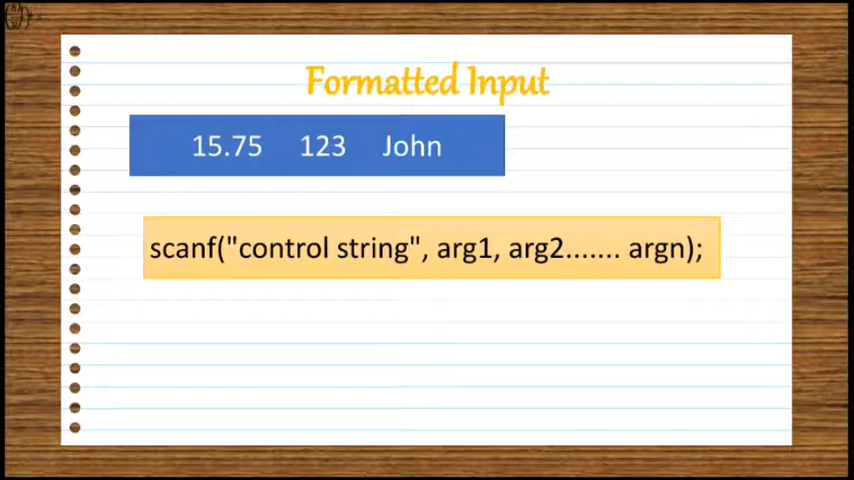 Formatted Input
15.75 123 John
scanf("control string", arg1, arg2....... argn);